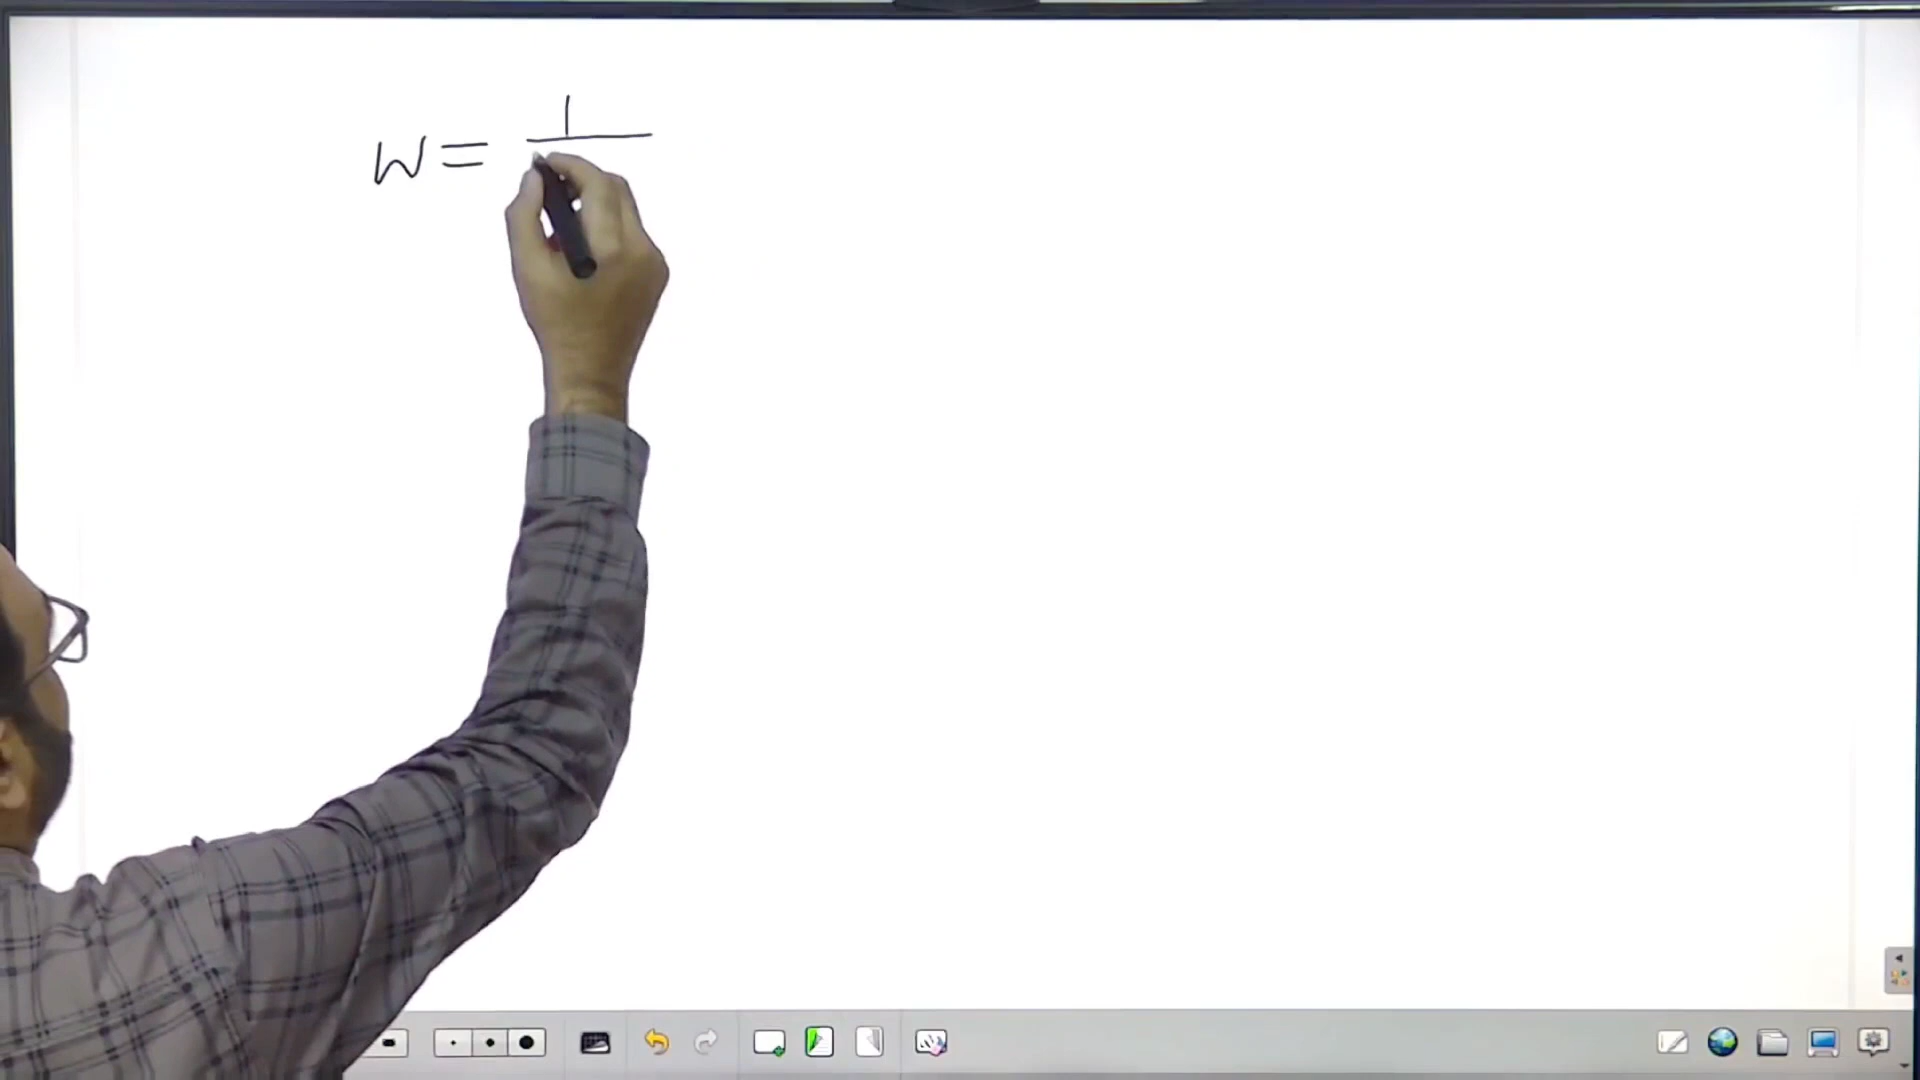 W = 1/